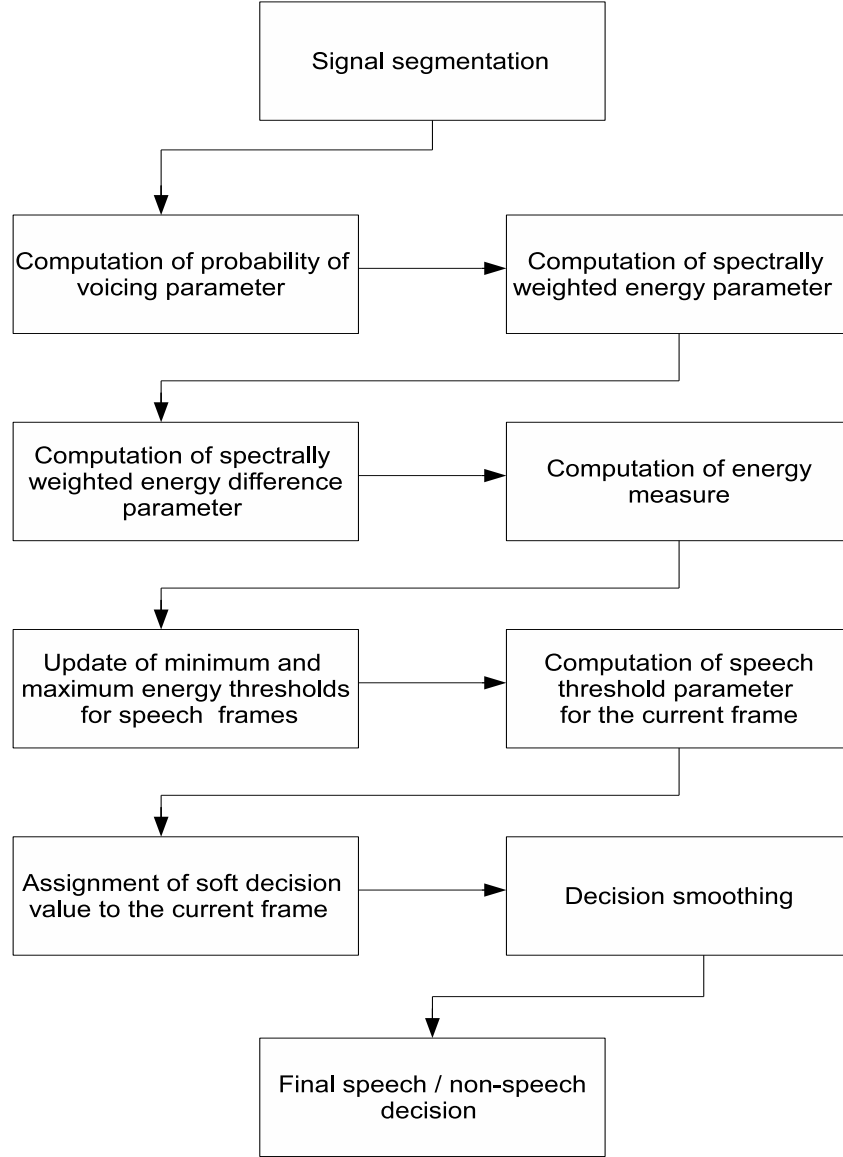 Signal segmentation
Computation of probability of
voicing parameter
Computation of spectrally
weighted energy parameter
Computation of spectrally
weighted energy difference
parameter
Computation of energy
measure
Update of minimum and
maximum energy thresholds
for speech frames
Computation of speech
threshold parameter
for the current frame
Assignment of soft decision
value to the current frame
Decision smoothing
Final speech / non-speech
decision